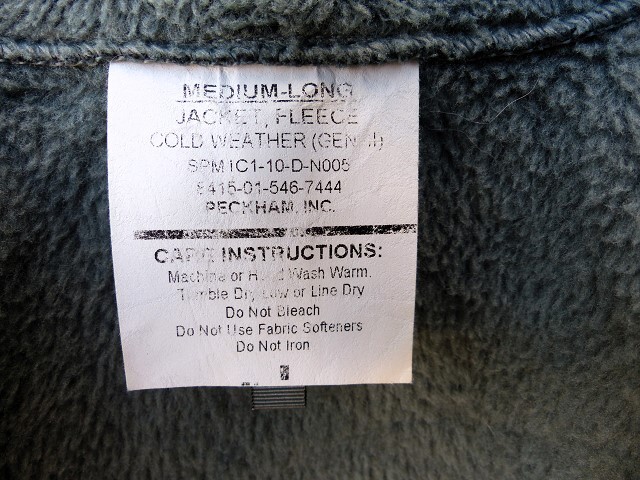 MEDIUM-LONG
JACKET, FLEECE
COLD WEATHER (GEN
SPM1C1-10-D-N005
8415-01-546-7444
PECKHAM, INC.
CARE INSTRUCTIONS:
Machine or Hand Wash Warm.
Tumble Dry Low or Line Dry
Do Not Bleach
Do Not Use Fabric Softeners
Do Not Iron